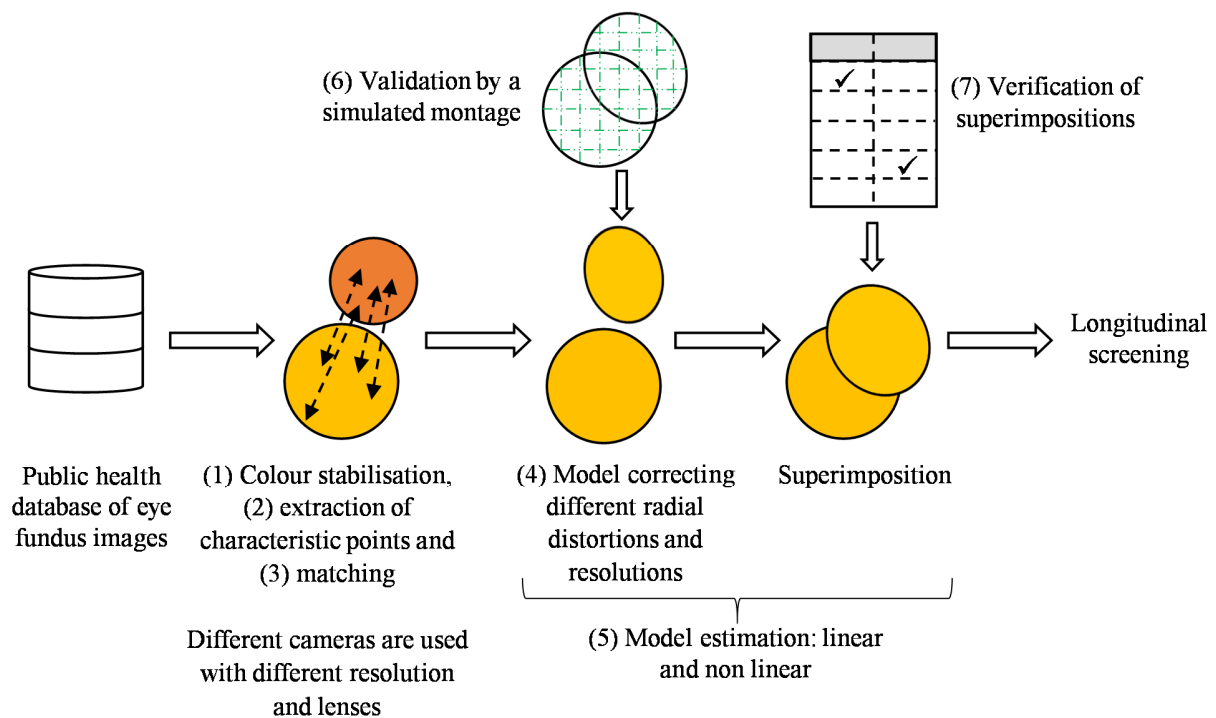 (6) Validation by a
simulated montage
(7) Verification of
superimpositions
Longitudinal
screening
Public health
database of eye
fundus images
(1) Colour stabilisation,
(2) extraction of
characteristic points and
(3) matching
(4) Model correcting
different radial
distortions and
resolutions
Superimposition
Different cameras are used
with different resolution
and lenses
(5) Model estimation: linear
and non linear